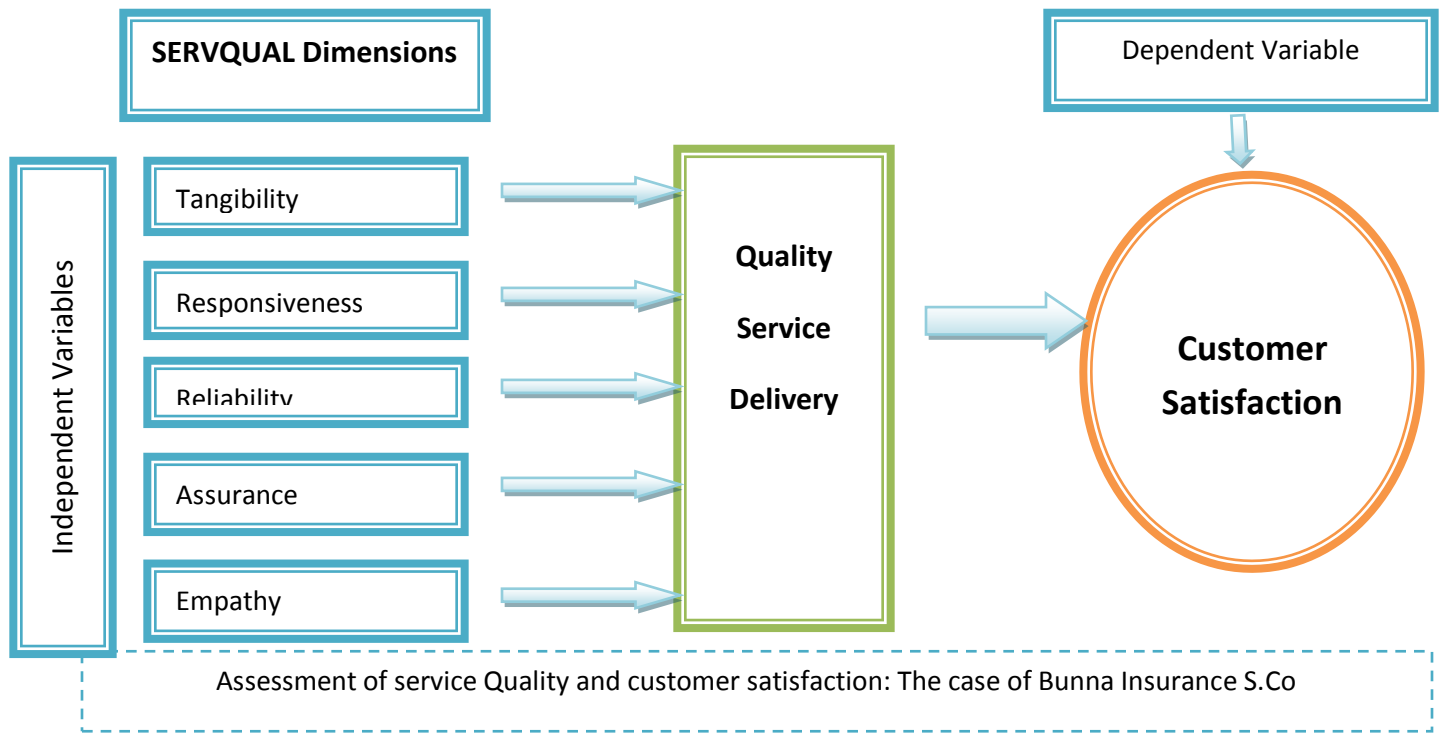 SERVQUAL Dimensions
Dependent Variable
Independent Variables
Tangibility
Responsiveness
Reliability
Assurance
Empathy
Quality
Service
Delivery
Customer
Satisfaction
Assessment of service Quality and customer satisfaction: The case of Bunna Insurance S.Co